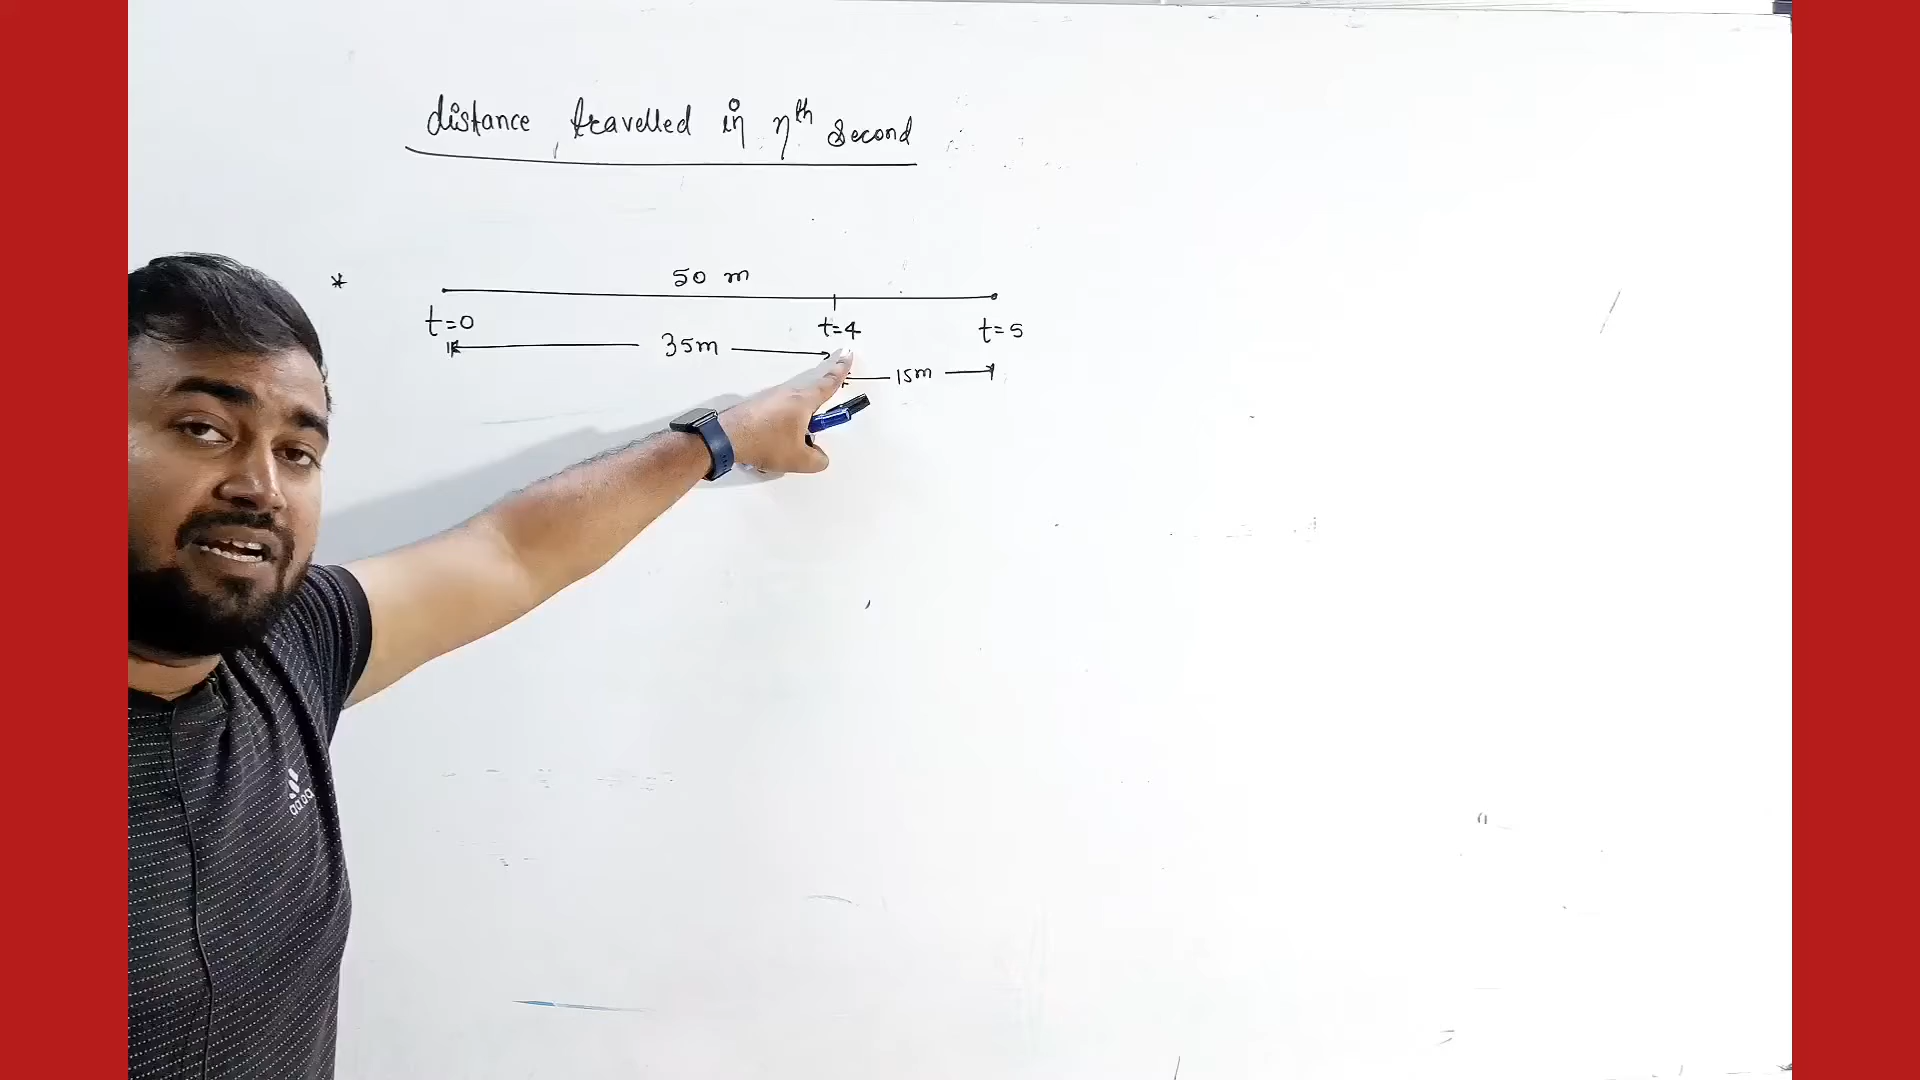 distance travelled in nth second
* 50 m
t=0 t=4 t=5
35m
15m